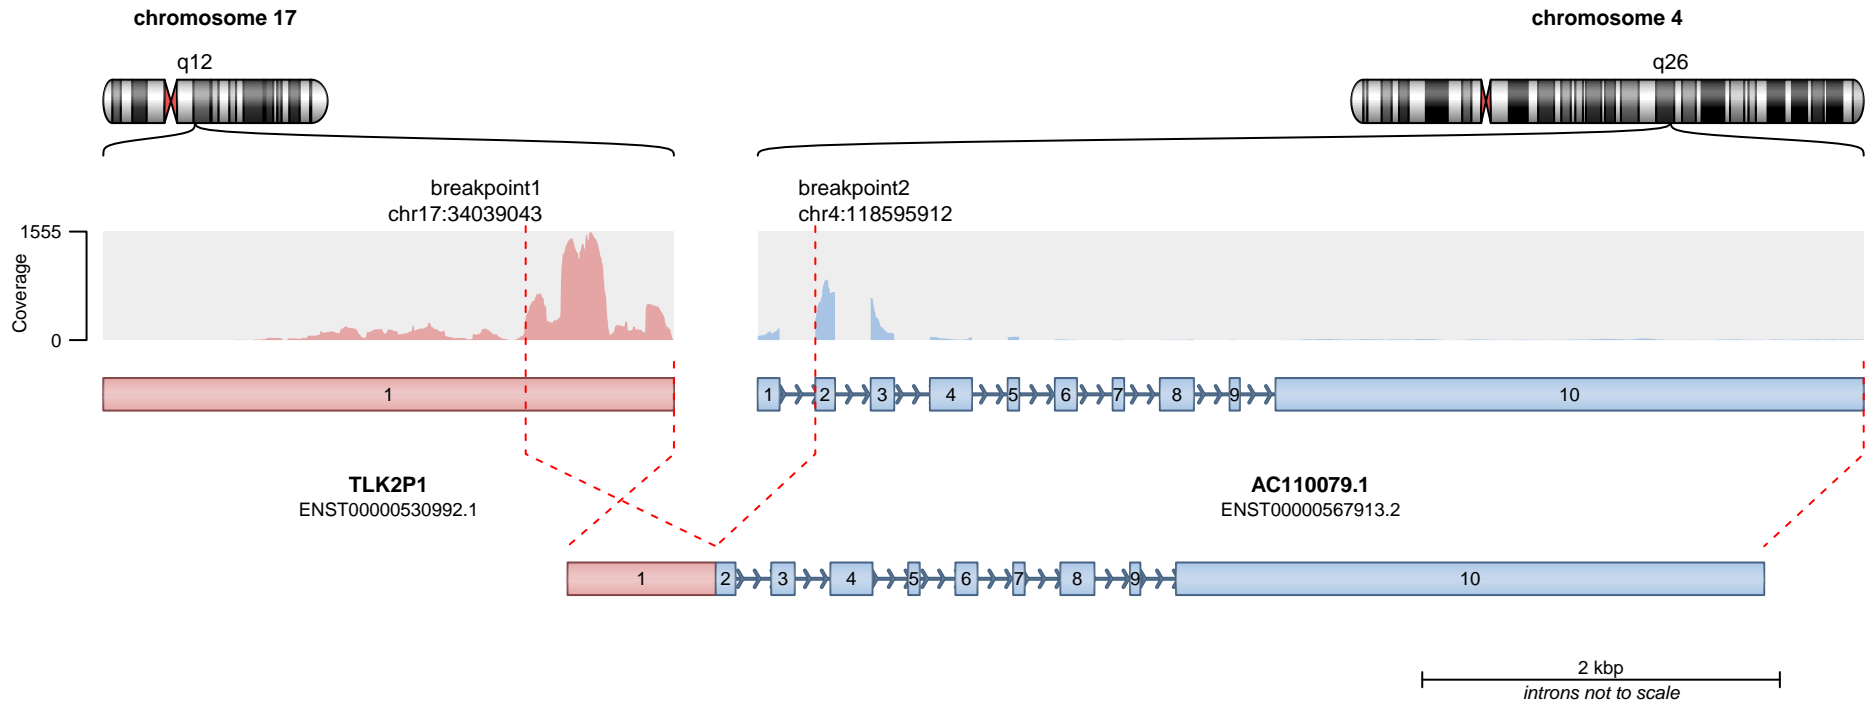 chromosome 17
chromosome 4
q12
q26
breakpoint1
chr17:34039043
breakpoint2
chr4:118595912
1555
Coverage
0
1
1 2 3 4 5 6 7 8 9 10
TLK2P1
ENST00000530992.1
AC110079.1
ENST00000567913.2
1 2 3 4 5 6 7 8 9 10
2 kbp
introns not to scale